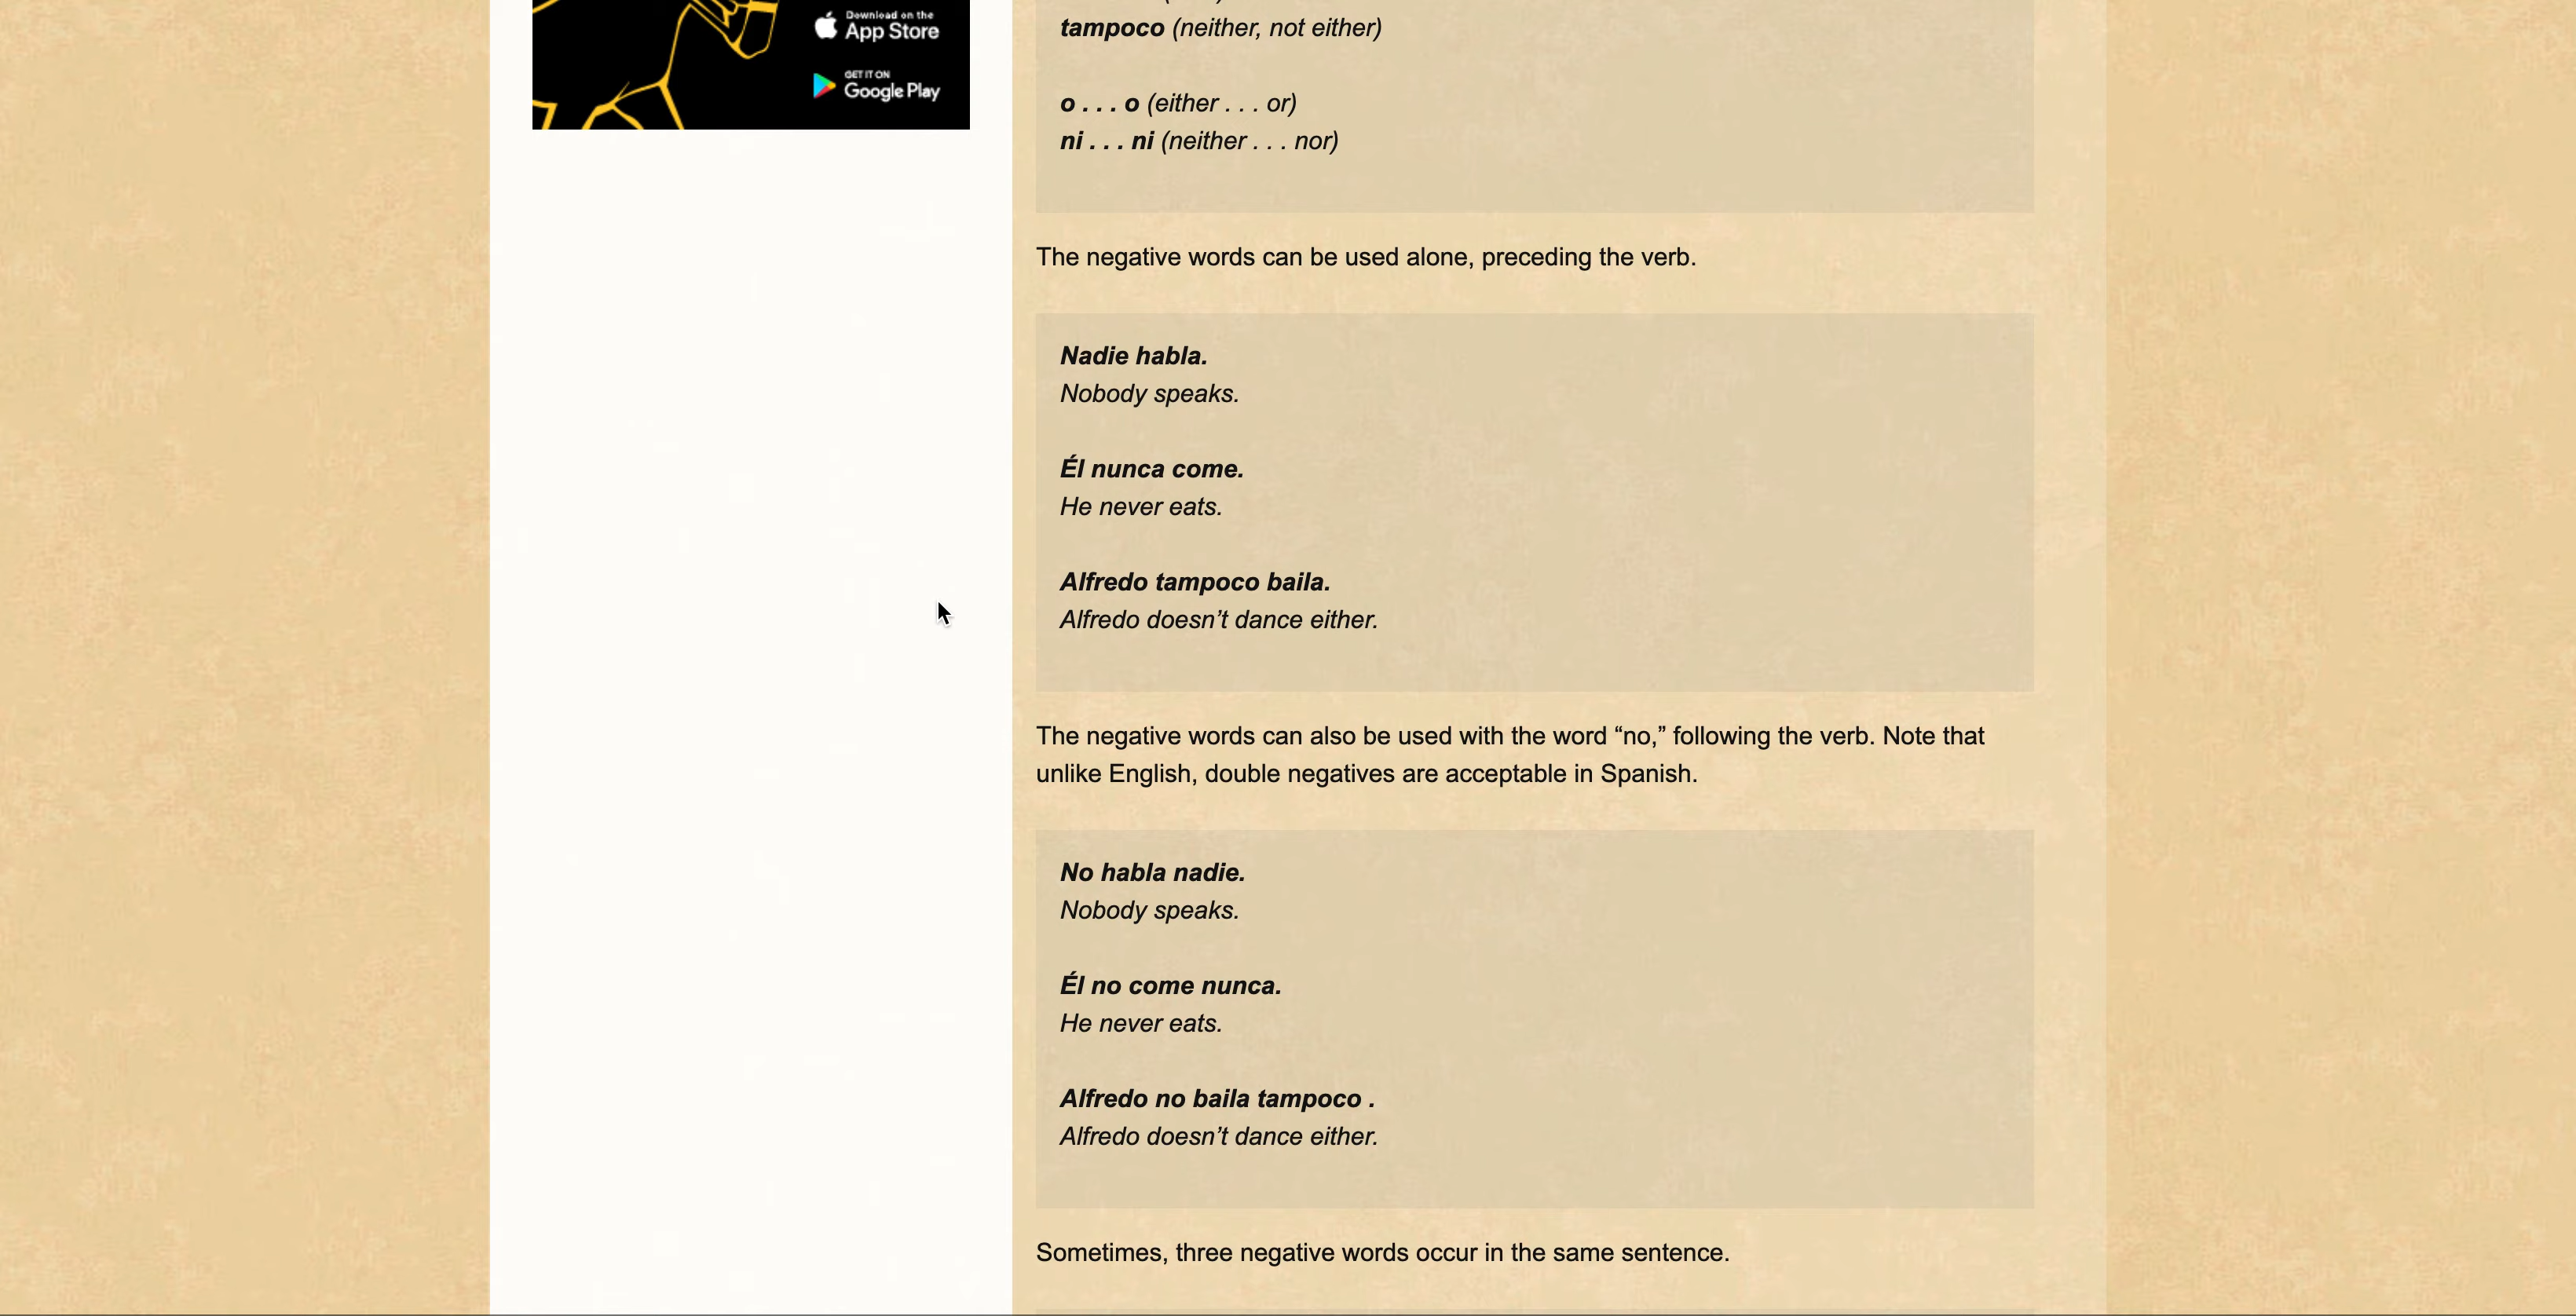 Download on the
App Store
GET IT ON
Google Play
tampoco (neither, not either)
o . . . o (either . . . or)
ni . . . ni (neither . . . nor)
The negative words can be used alone, preceding the verb.
Nadie habla.
Nobody speaks.
Él nunca come.
He never eats.
Alfredo tampoco baila.
Alfredo doesn’t dance either.
The negative words can also be used with the word “no,” following the verb. Note that
unlike English, double negatives are acceptable in Spanish.
No habla nadie.
Nobody speaks.
Él no come nunca.
He never eats.
Alfredo no baila tampoco .
Alfredo doesn’t dance either.
Sometimes, three negative words occur in the same sentence.